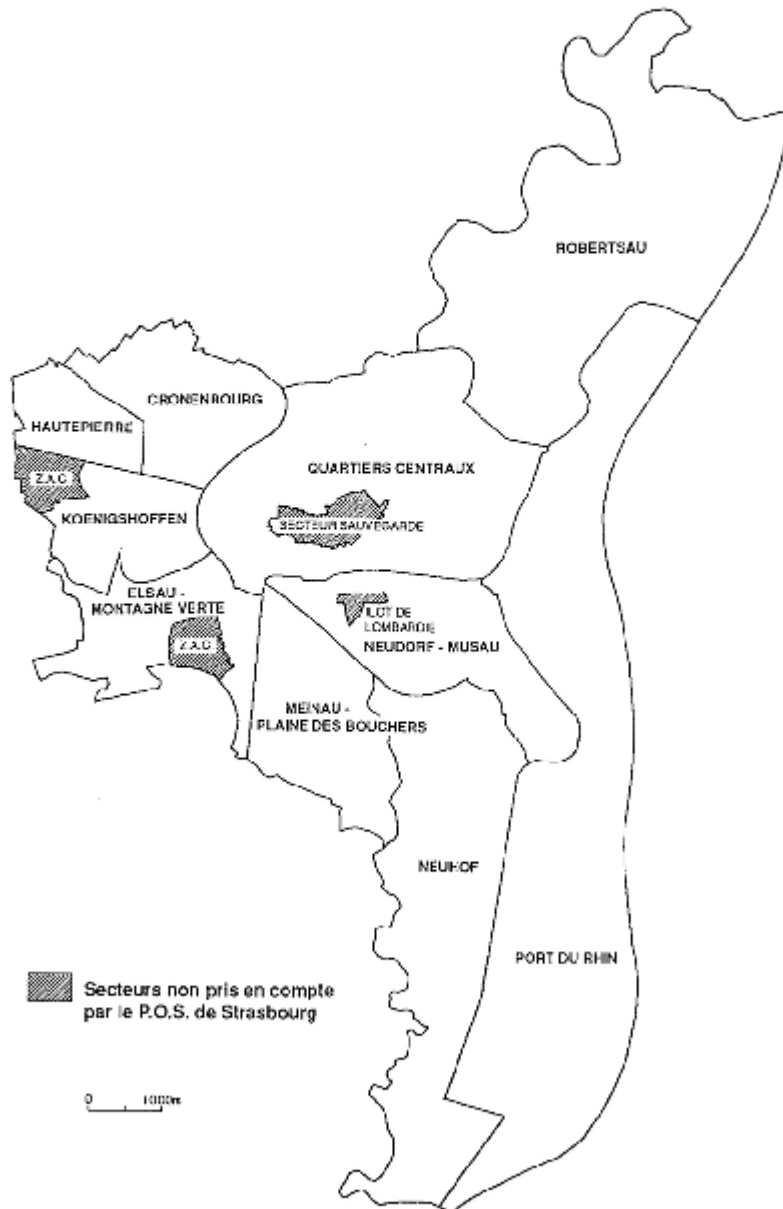 ROBERTSAU
CRONENBOURG
HAUTEPIERRE
QUARTIERS CENTRAUX
Z.A.C
KOENIGSHOFFEN
SECTEUR SAUVEGARDE
ELSAU -
MONTAGNE VERTE
ILOT DE
LOMBARDIE
Z.A.C
NEUDORF - MUSAU
MEINAU -
PLAINE DES BOUCHERS
NEUHOF
PORT DU RHIN
Secteurs non pris en compte
par le P.O.S. de Strasbourg
0 1000m